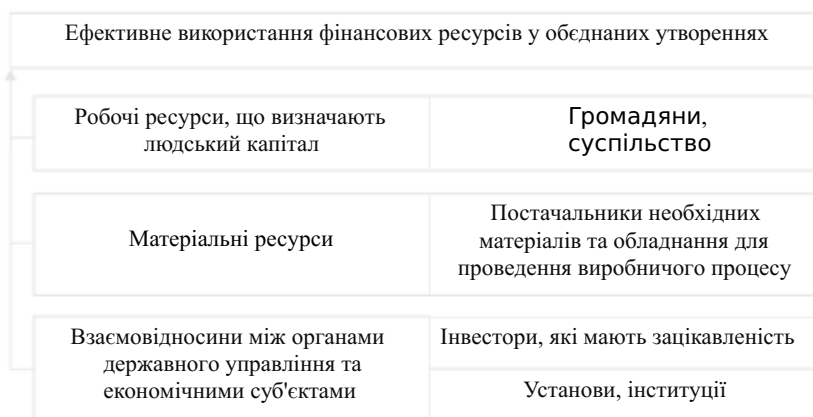 Ефективне використання фінансових ресурсів у обєднаних утвореннях
Робочі ресурси, що визначають
людський капітал
Громадяни,
суспільство
Матеріальні ресурси
Постачальники необхідних
матеріалів та обладнання для
проведення виробничого процесу
Взаємовідносини між органами
державного управління та
економічними суб'єктами
Інвестори, які мають зацікавленість
Установи, інституції